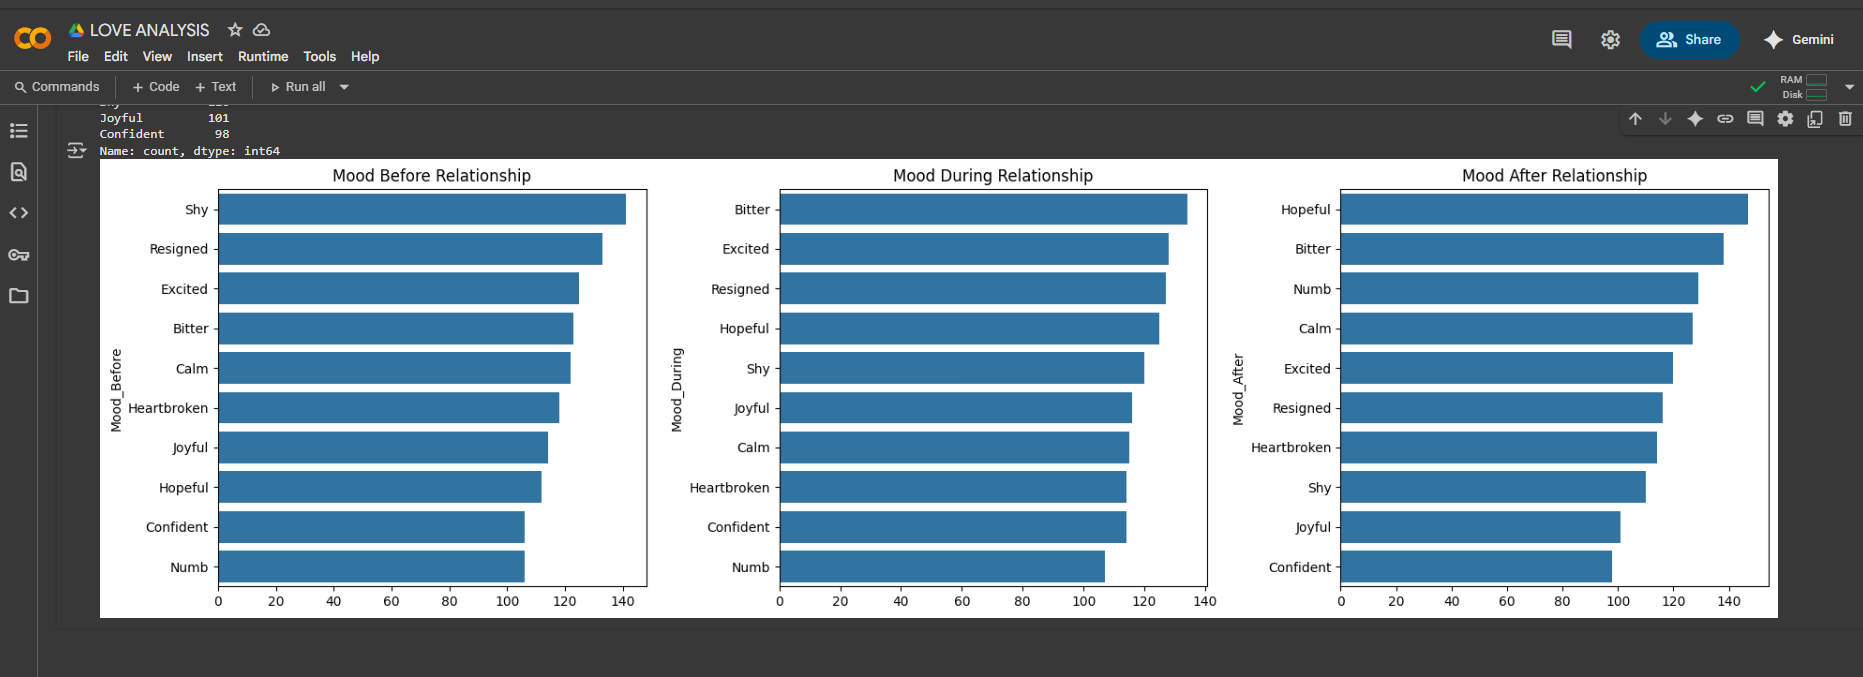 LOVE ANALYSIS
File Edit View Insert Runtime Tools Help
Share
Gemini
Commands + Code + Text Run all
RAM
Disk
Joyful 101
Confident 98
Name: count, dtype: int64
Mood Before Relationship
Mood_Before
Shy
Resigned
Excited
Bitter
Calm
Heartbroken
Joyful
Hopeful
Confident
Numb
0 20 40 60 80 100 120 140
Mood During Relationship
Mood_During
Bitter
Excited
Resigned
Hopeful
Shy
Joyful
Calm
Heartbroken
Confident
Numb
0 20 40 60 80 100 120 140
Mood After Relationship
Mood_After
Hopeful
Bitter
Numb
Calm
Excited
Resigned
Heartbroken
Shy
Joyful
Confident
0 20 40 60 80 100 120 140